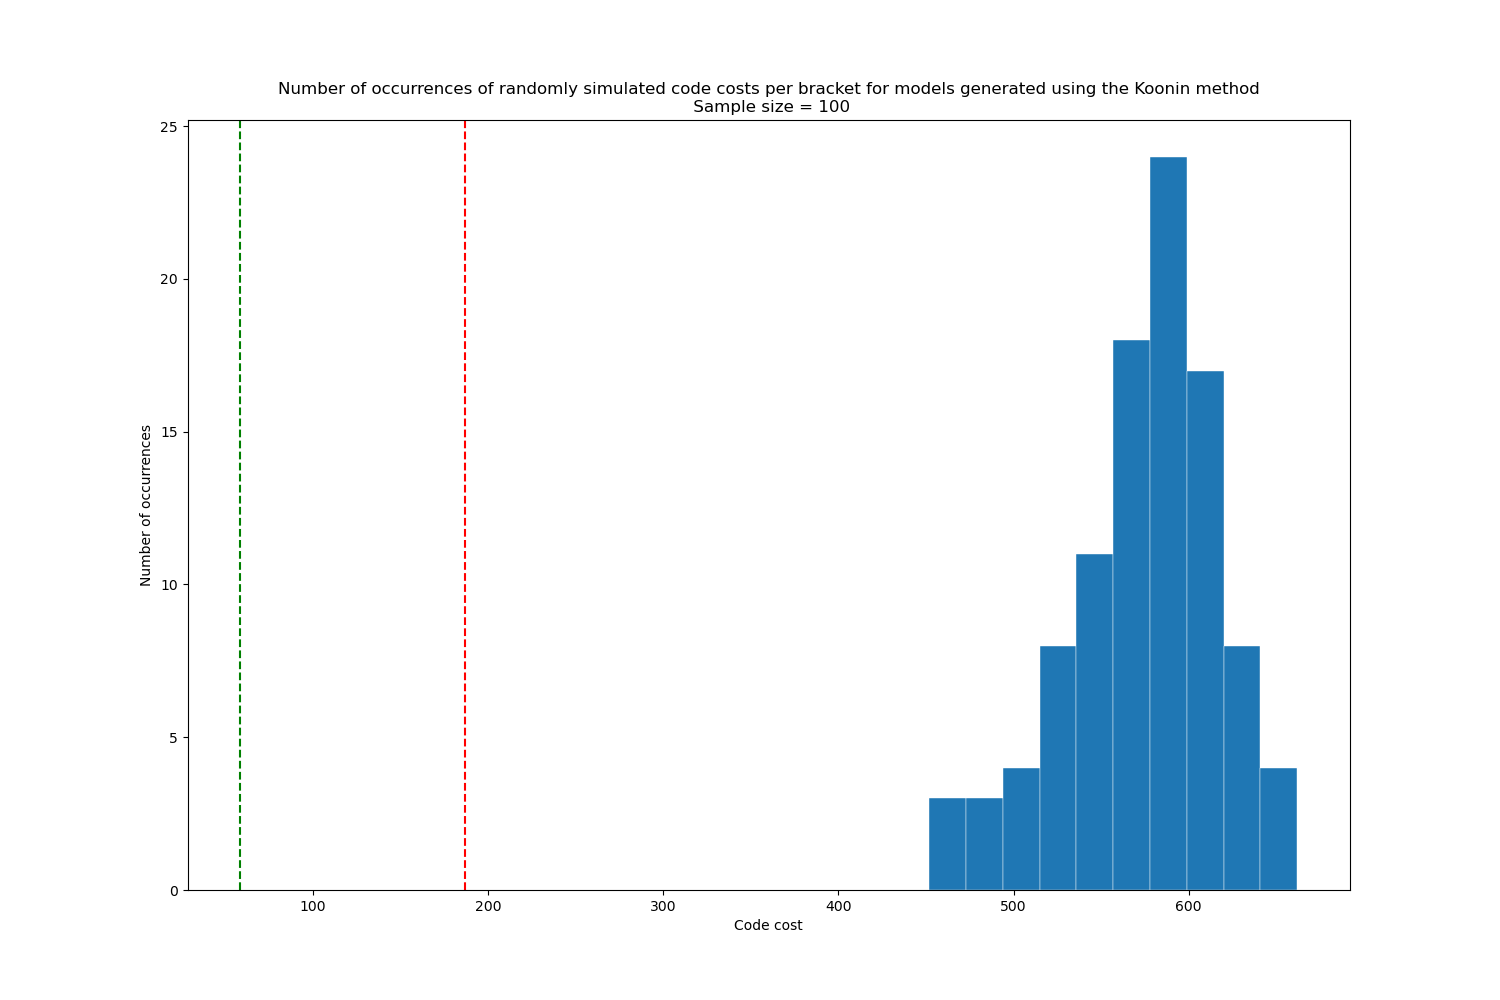 Number of occurrences of randomly simulated code costs per bracket for models generated using the Koonin method
Sample size = 100
25
20
15
10
5
0
Number of occurrences
100 200 300 400 500 600
Code cost